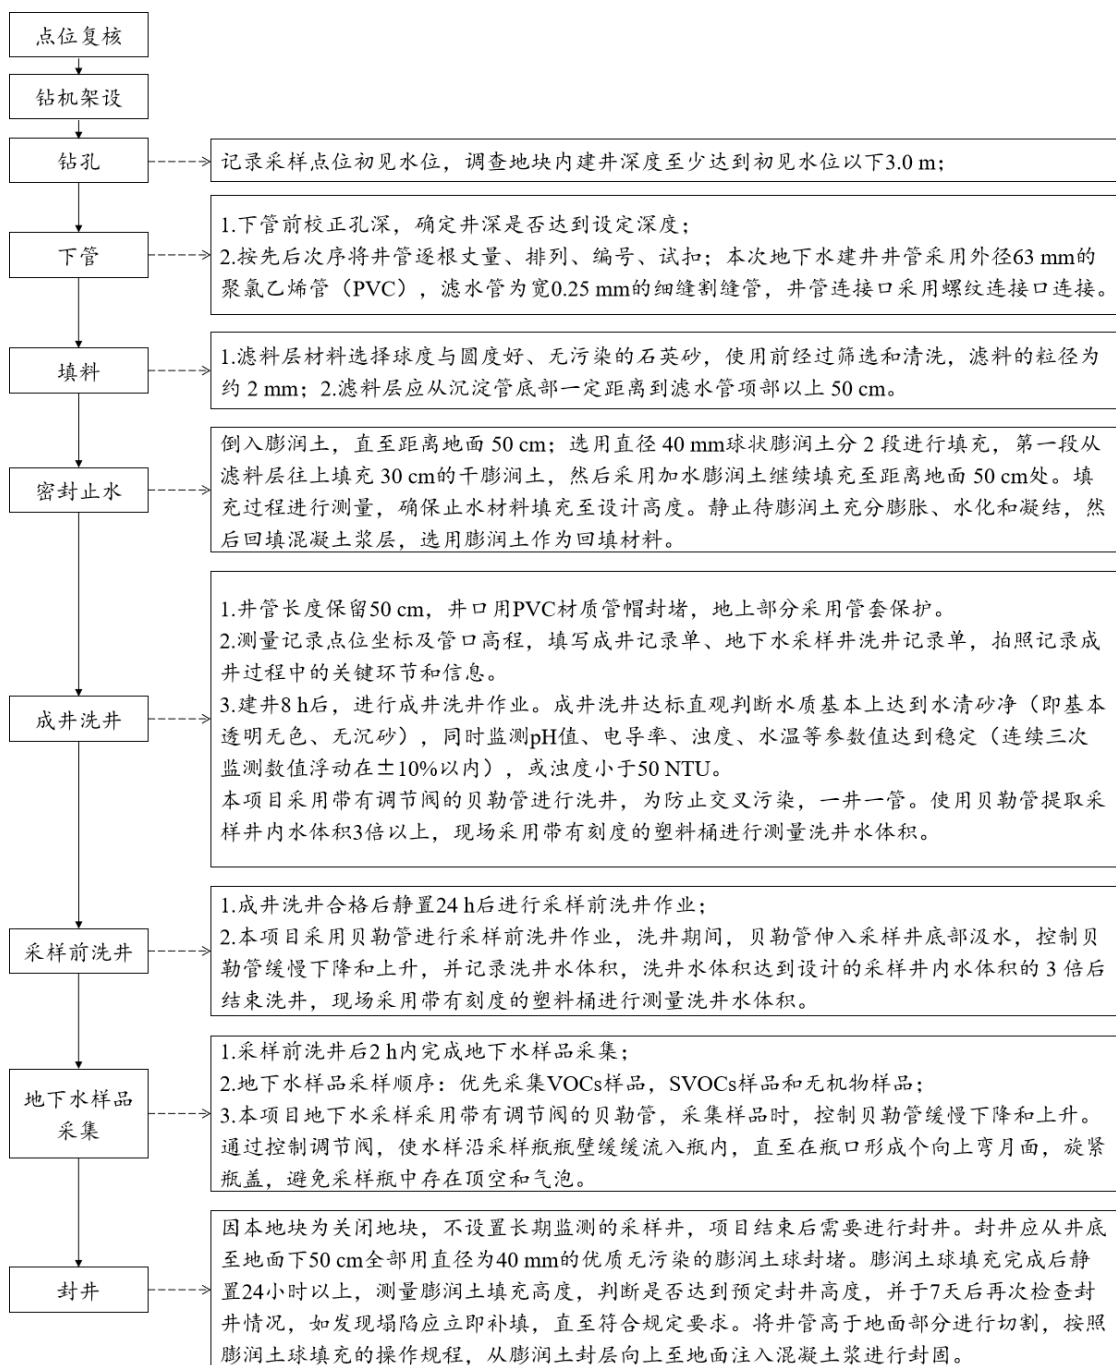 点位复核
钻机架设
钻孔
记录采样点位初见水位，调查地块内建井深度至少达到初见水位以下3.0 m；
下管
1.下管前校正孔深，确定井深是否达到设定深度；
2.按先后次序将井管逐根丈量、排列、编号、试扣；本次地下水建井井管采用外径63 mm的
聚氯乙烯管（PVC），滤水管为宽0.25 mm的细缝割缝管，井管连接口采用螺纹连接口连接。
填料
1.滤料层材料选择球度与圆度好、无污染的石英砂，使用前经过筛选和清洗，滤料的粒径为
约 2 mm；2.滤料层应从沉淀管底部一定距离到滤水管项部以上 50 cm。
密封止水
倒入膨润土，直至距离地面 50 cm；选用直径 40 mm球状膨润土分 2 段进行填充，第一段从
滤料层往上填充 30 cm的干膨润土，然后采用加水膨润土继续填充至距离地面 50 cm处。填
充过程进行测量，确保止水材料填充至设计高度。静止待膨润土充分膨胀、水化和凝结，然
后回填混凝土浆层，选用膨润土作为回填材料。
成井洗井
1.井管长度保留50 cm，井口用PVC材质管帽封堵，地上部分采用管套保护。
2.测量记录点位坐标及管口高程，填写成井记录单、地下水采样井洗井记录单，拍照记录成
井过程中的关键环节和信息。
3.建井8 h后，进行成井洗井作业。成井洗井达标直观判断水质基本上达到水清砂净（即基本
透明无色、无沉砂），同时监测pH值、电导率、浊度、水温等参数值达到稳定（连续三次
监测数值浮动在±10%以内），或浊度小于50 NTU。
本项目采用带有调节阀的贝勒管进行洗井，为防止交叉污染，一井一管。使用贝勒管提取采
样井内水体积3倍以上，现场采用带有刻度的塑料桶进行测量洗井水体积。
采样前洗井
1.成井洗井合格后静置24 h后进行采样前洗井作业；
2.本项目采用贝勒管进行采样前洗井作业，洗井期间，贝勒管伸入采样井底部汲水，控制贝
勒管缓慢下降和上升，并记录洗井水体积，洗井水体积达到设计的采样井内水体积的 3 倍后
结束洗井，现场采用带有刻度的塑料桶进行测量洗井水体积。
地下水样品
采集
1.采样前洗井后2 h内完成地下水样品采集；
2.地下水样品采样顺序：优先采集VOCs样品，SVOCs样品和无机物样品；
3.本项目地下水采样采用带有调节阀的贝勒管，采集样品时，控制贝勒管缓慢下降和上升。
通过控制调节阀，使水样沿采样瓶瓶壁缓缓流入瓶内，直至在瓶口形成个向上弯月面，旋紧
瓶盖，避免采样瓶中存在顶空和气泡。
封井
因本地块为关闭地块，不设置长期监测的采样井，项目结束后需要进行封井。封井应从井底
至地面下50 cm全部用直径为40 mm的优质无污染的膨润土球封堵。膨润土球填充完成后静
置24小时以上，测量膨润土填充高度，判断是否达到预定封井高度，并于7天后再次检查封
井情况，如发现塌陷应立即补填，直至符合规定要求。将井管高于地面部分进行切割，按照
膨润土球填充的操作规程，从膨润土封层向上至地面注入混凝土浆进行封固。